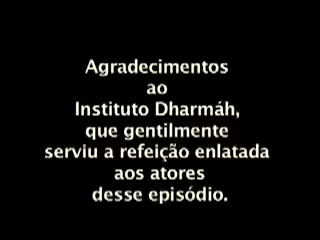 Agradecimentos
ao
Instituto Dharmáh,
que gentilmente
serviu a refeição enlatada
aos atores
desse episódio.